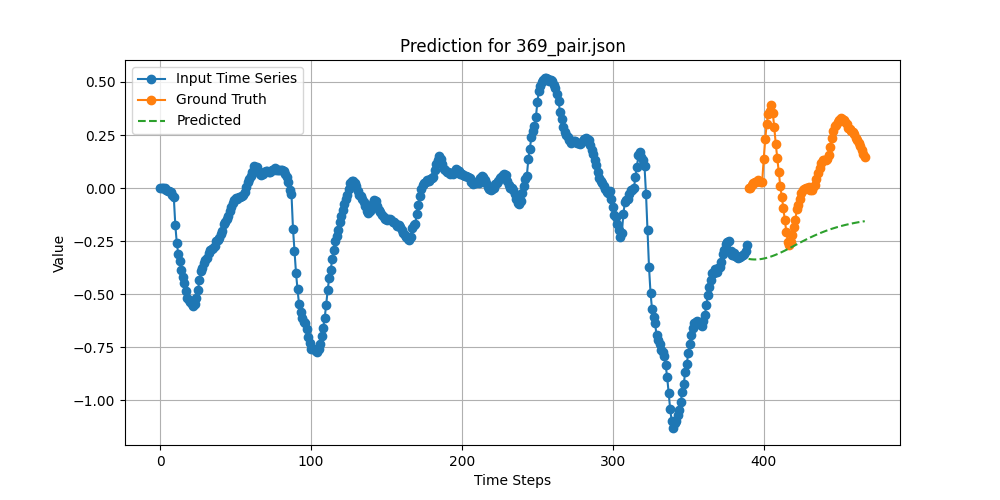 Prediction for 369_pair.json
Input Time Series
Ground Truth
Predicted
0.50
0.25
0.00
−0.25
−0.50
−0.75
−1.00
Value
0
100
200
300
400
Time Steps